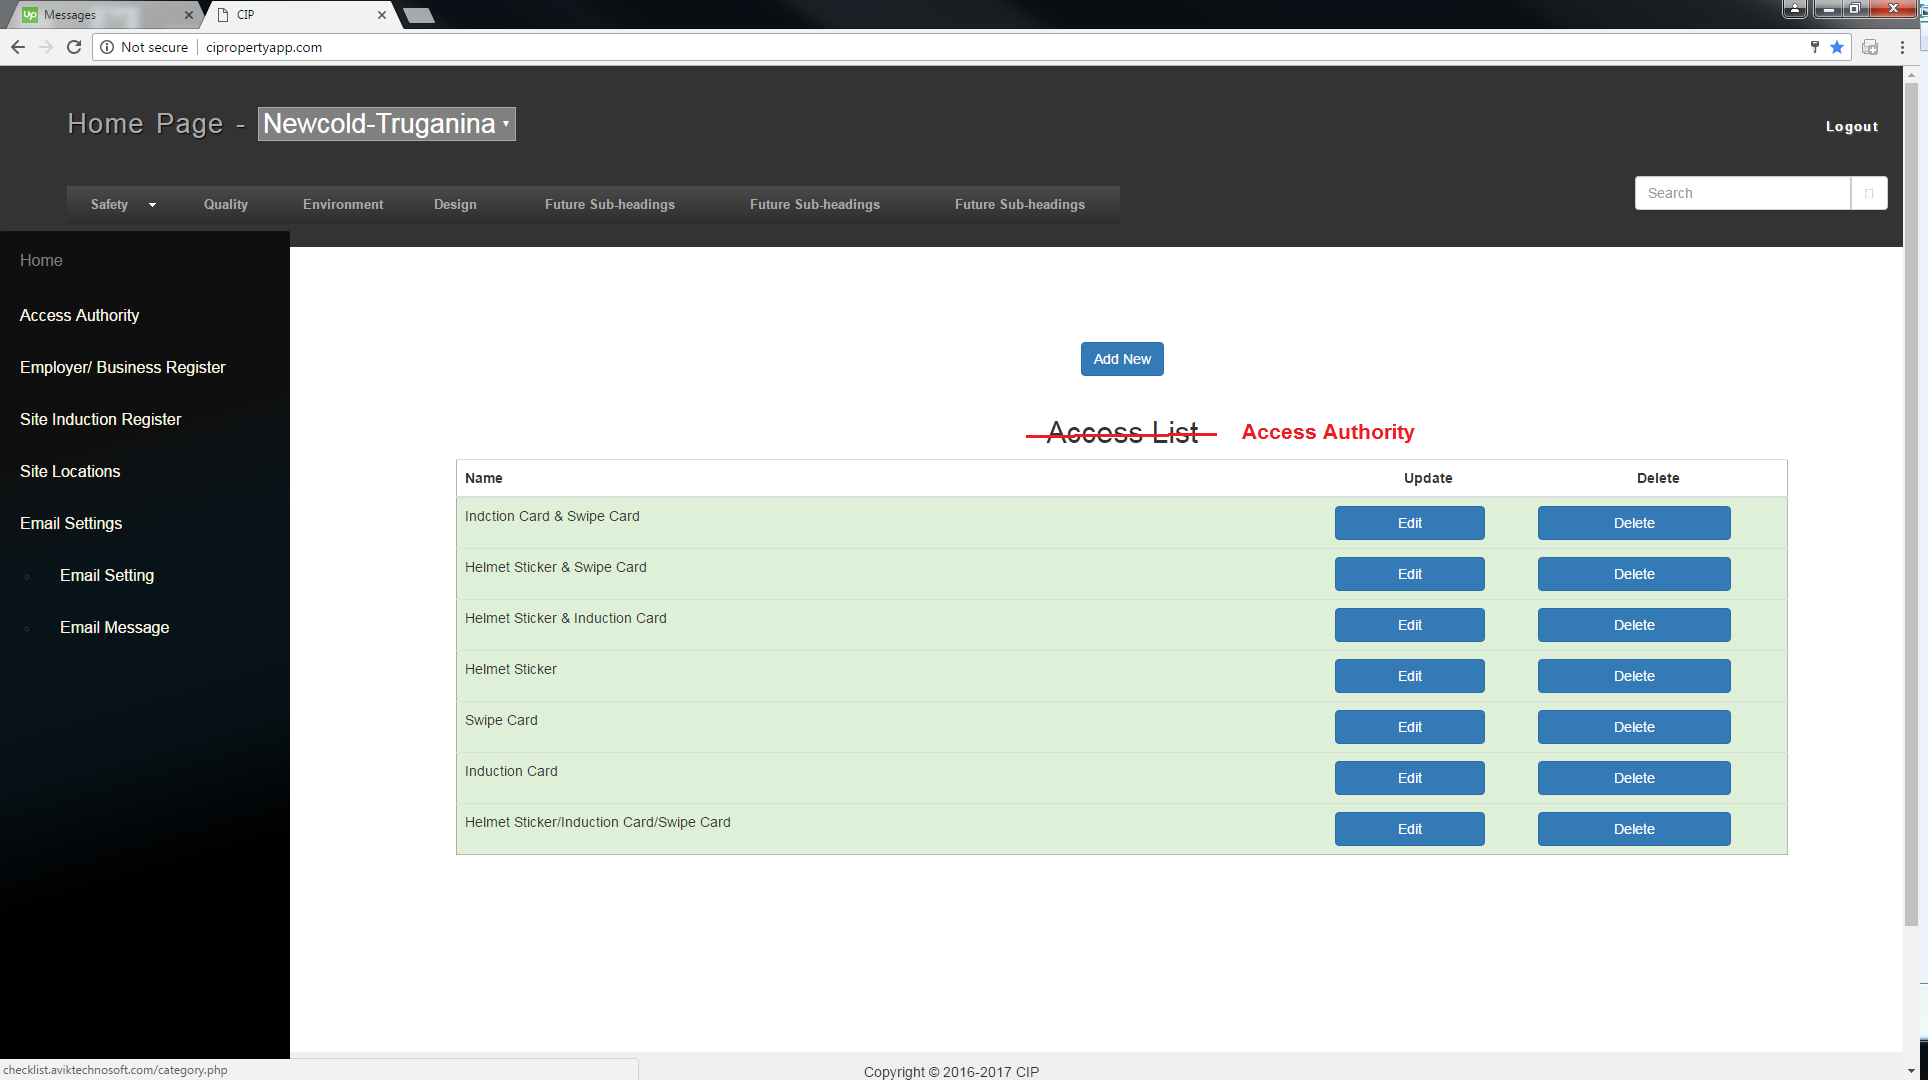 Messages
CIP
Not secure
cipropertyapp.com
Home Page - Newcold-Truganina
Logout
Safety
Quality
Environment
Design
Future Sub-headings
Future Sub-headings
Future Sub-headings
Search
Home
Access Authority
Employer/ Business Register
Site Induction Register
Site Locations
Email Settings
Email Setting
Email Message
Add New
Access List Access Authority
Name Update Delete
Indction Card & Swipe Card Edit Delete
Helmet Sticker & Swipe Card Edit Delete
Helmet Sticker & Induction Card Edit Delete
Helmet Sticker Edit Delete
Swipe Card Edit Delete
Induction Card Edit Delete
Helmet Sticker/Induction Card/Swipe Card Edit Delete
checklist.aviktechnosoft.com/category.php
Copyright © 2016-2017 CIP